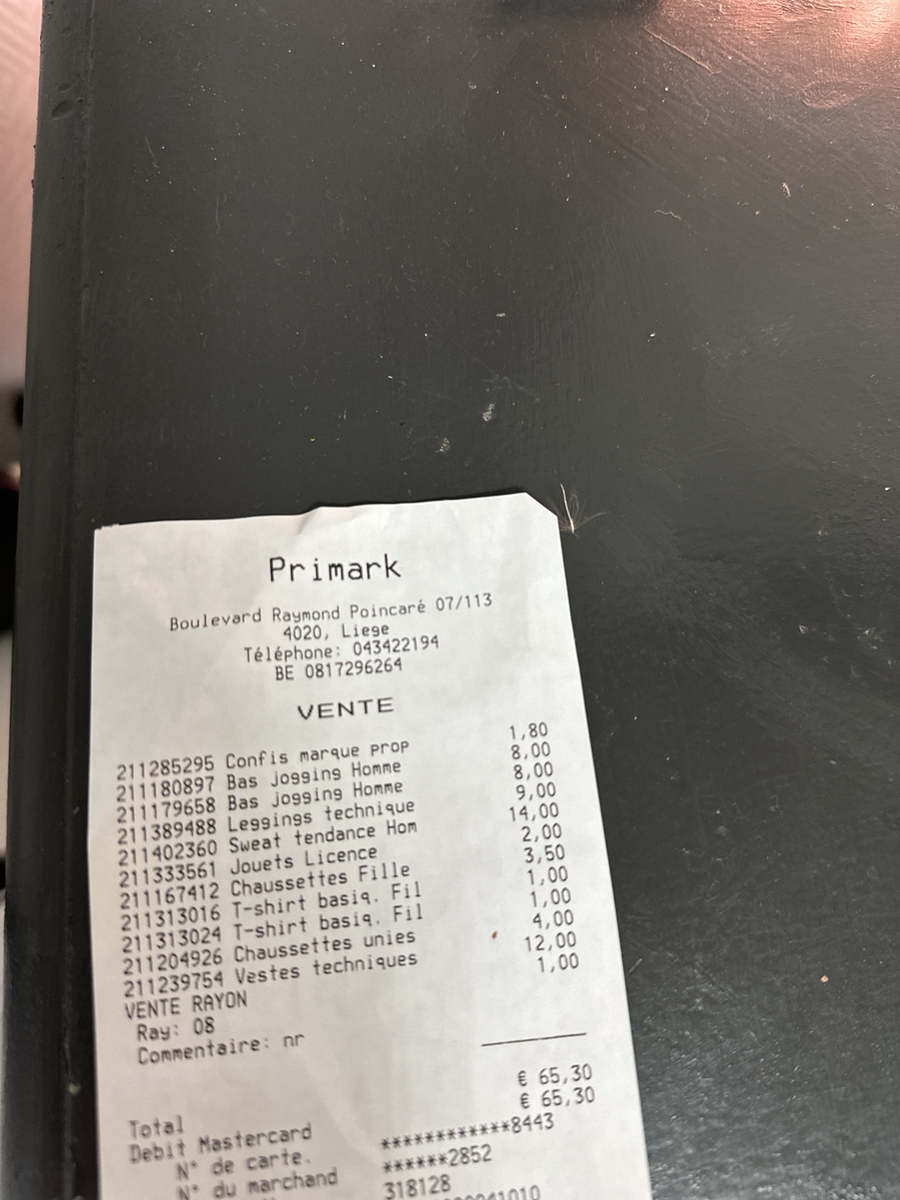 Primark
Boulevard Raymond Poincaré 07/113
4020, Liege
Téléphone: 043422194
BE 0817296264
VENTE
211285295 Confis marque prop 1,80
211180897 Bas jogging Homme 8,00
211179658 Bas jogging Homme 8,00
211389488 Leggings technique 9,00
211402360 Sweat tendance Hom 14,00
211333561 Jouets Licence 2,00
211167412 Chaussettes Fille 3,50
211313016 T-shirt basiq. Fil 1,00
211313024 T-shirt basiq. Fil 1,00
211204926 Chaussettes unies 4,00
211239754 Vestes techniques 12,00
VENTE RAYON 1,00
Ray: 08
Commentaire: nr
Total € 65,30
Debit Mastercard € 65,30
N° de carte. ************8443
N° du marchand ******2852
318128